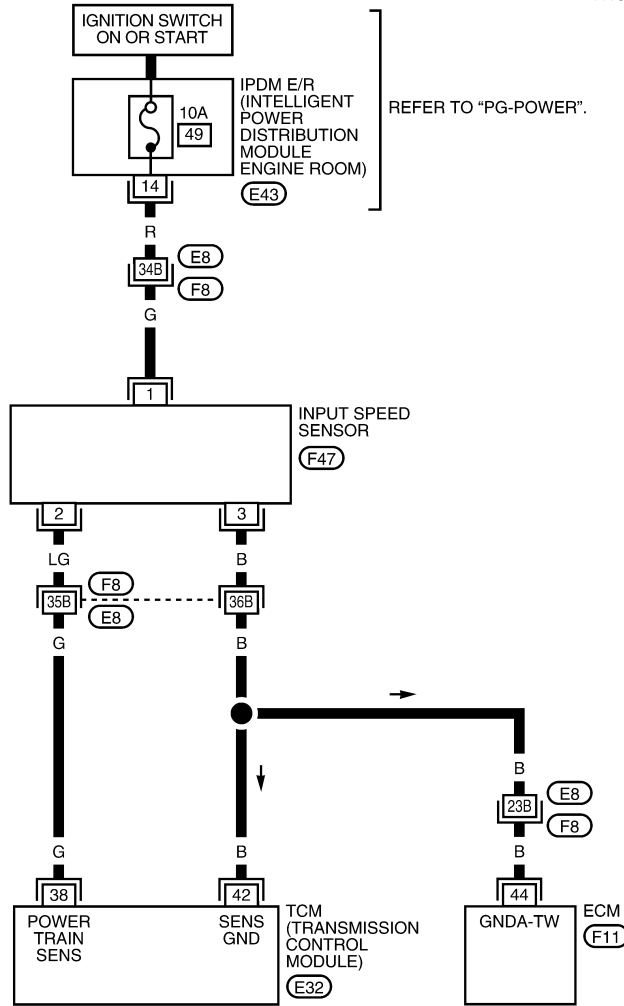 IGNITION SWITCH
ON OR START
IPDM E/R
(INTELLIGENT
POWER
DISTRIBUTION
MODULE
ENGINE ROOM)
E43
10A
49
REFER TO “PG-POWER”.
14
R
34B
E8
F8
G
1
INPUT SPEED
SENSOR
F47
2
3
LG
B
35B
F8
E8
36B
G
B
B
23B
E8
F8
G
B
B
38
42
44
POWER
TRAIN
SENS
SENS
GND
TCM
(TRANSMISSION
CONTROL
MODULE)
E32
GNDA-TW
ECM
F11